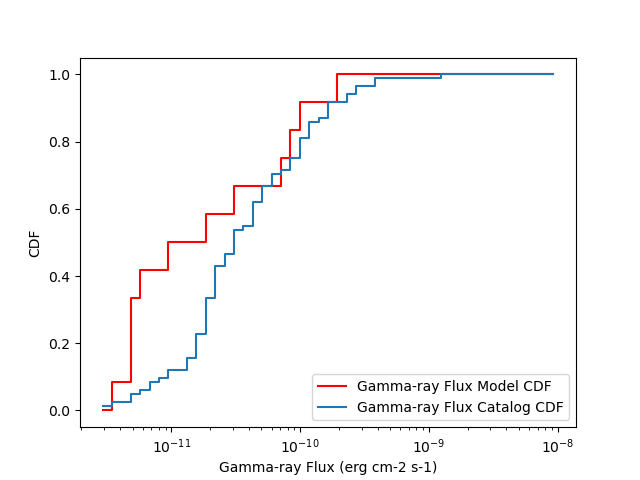 1.0
0.8
0.6
0.4
0.2
0.0
CDF
10⁻¹¹
10⁻¹⁰
10⁻⁹
10⁻⁸
Gamma-ray Flux (erg cm-2 s-1)
Gamma-ray Flux Model CDF
Gamma-ray Flux Catalog CDF